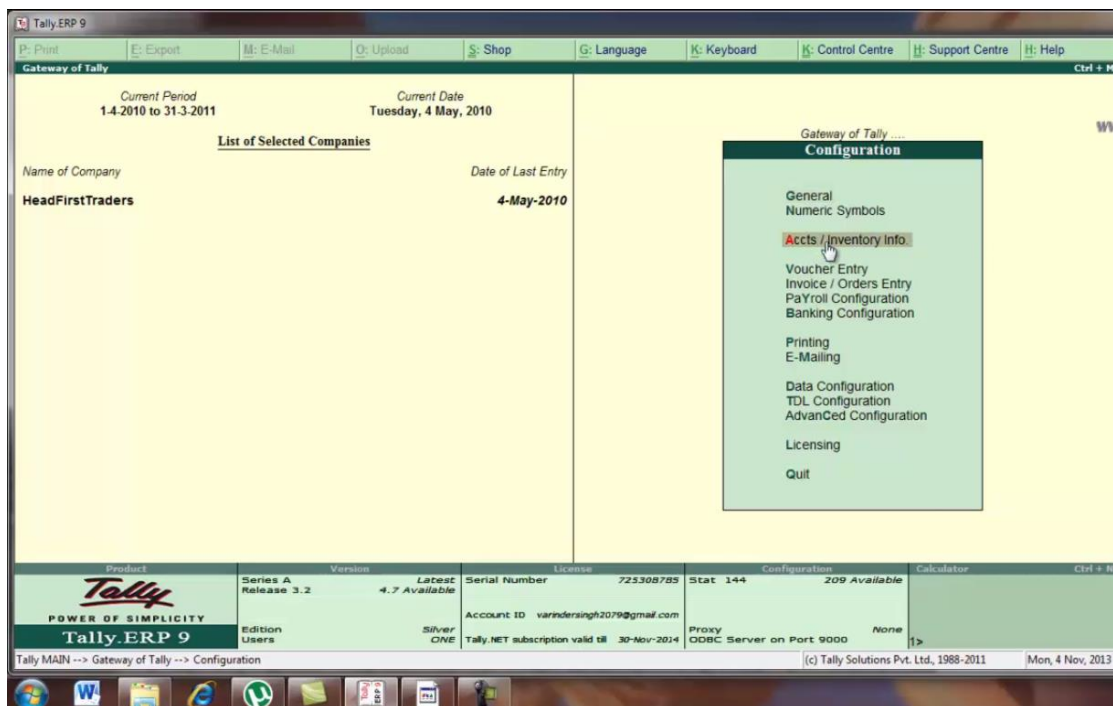 Tally.ERP 9
P: Print E: Export M: E-Mail O: Upload S: Shop G: Language K: Keyboard K: Control Centre H: Support Centre H: Help
Gateway of Tally Ctrl + M
Current Period Current Date
1-4-2010 to 31-3-2011 Tuesday, 4 May, 2010
List of Selected Companies
Name of Company Date of Last Entry
HeadFirstTraders 4-May-2010
Gateway of Tally ....
Configuration
General
Numeric Symbols
Accts / Inventory Info.
Voucher Entry
Invoice / Orders Entry
PaYroll Configuration
Banking Configuration
Printing
E-Mailing
Data Configuration
TDL Configuration
AdvanCed Configuration
Licensing
Quit
Product Version License Configuration Calculator Ctrl + N
Tally
POWER OF SIMPLICITY
Tally.ERP 9
Series A Latest
Release 3.2 4.7 Available
Edition Silver
Users ONE
Serial Number 725308785
Account ID varindersingh2079@gmail.com
Tally.NET subscription valid till 30-Nov-2014
Stat 144 209 Available
Proxy None
ODBC Server on Port 9000
1>
Tally MAIN --> Gateway of Tally --> Configuration (c) Tally Solutions Pvt. Ltd., 1988-2011 Mon, 4 Nov, 2013